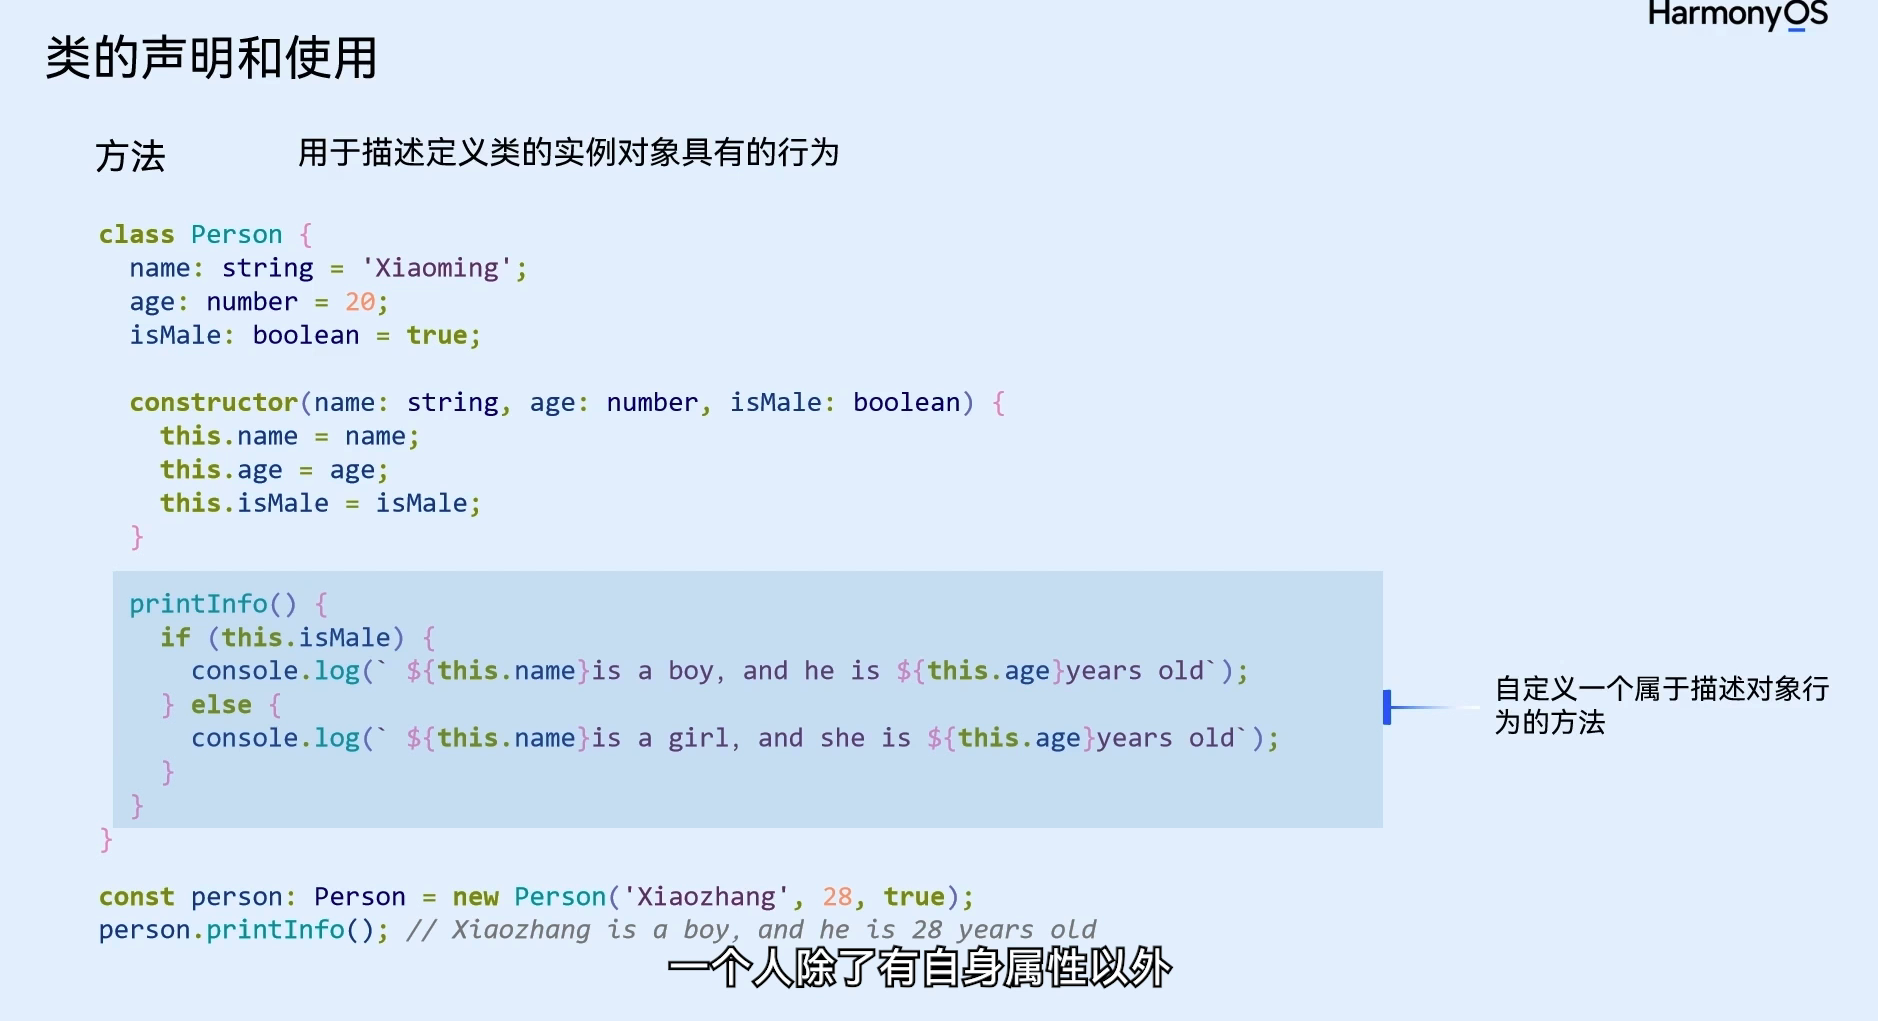 HarmonyOS
类的声明和使用
方法
用于描述定义类的实例对象具有的行为
class Person {
  name: string = 'Xiaoming';
  age: number = 20;
  isMale: boolean = true;
  constructor(name: string, age: number, isMale: boolean) {
    this.name = name;
    this.age = age;
    this.isMale = isMale;
  }
  printInfo() {
    if (this.isMale) {
      console.log(` ${this.name}is a boy, and he is ${this.age}years old`);
    } else {
      console.log(` ${this.name}is a girl, and she is ${this.age}years old`);
    }
  }
}
自定义一个属于描述对象行
为的方法
const person: Person = new Person('Xiaozhang', 28, true);
person.printInfo(); // Xiaozhang is a boy, and he is 28 years old
一个人除了有自身属性以外